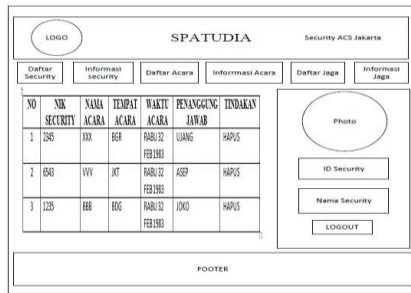 LOGO
SPATUDIA
Security ACS Jakarta
Daftar Security
Informasi security
Daftar Acara
Inforrmasi Acara
Daftar Jaga
Informasi Jaga
NO NIK SECURITY NAMA ACARA TEMPAT ACARA WAKTU ACARA PENANGGUNG JAWAB TINDAKAN
1 2345 XXX BGR RABU 32 FEB 1983 UJANG HAPUS
2 6543 VVV JKT RABU 32 FEB 1983 ASEP HAPUS
3 1235 BBB BDG RABU 32 FEB 1983 JOKO HAPUS
Photo
ID Security
Nama Security
LOGOUT
FOOTER